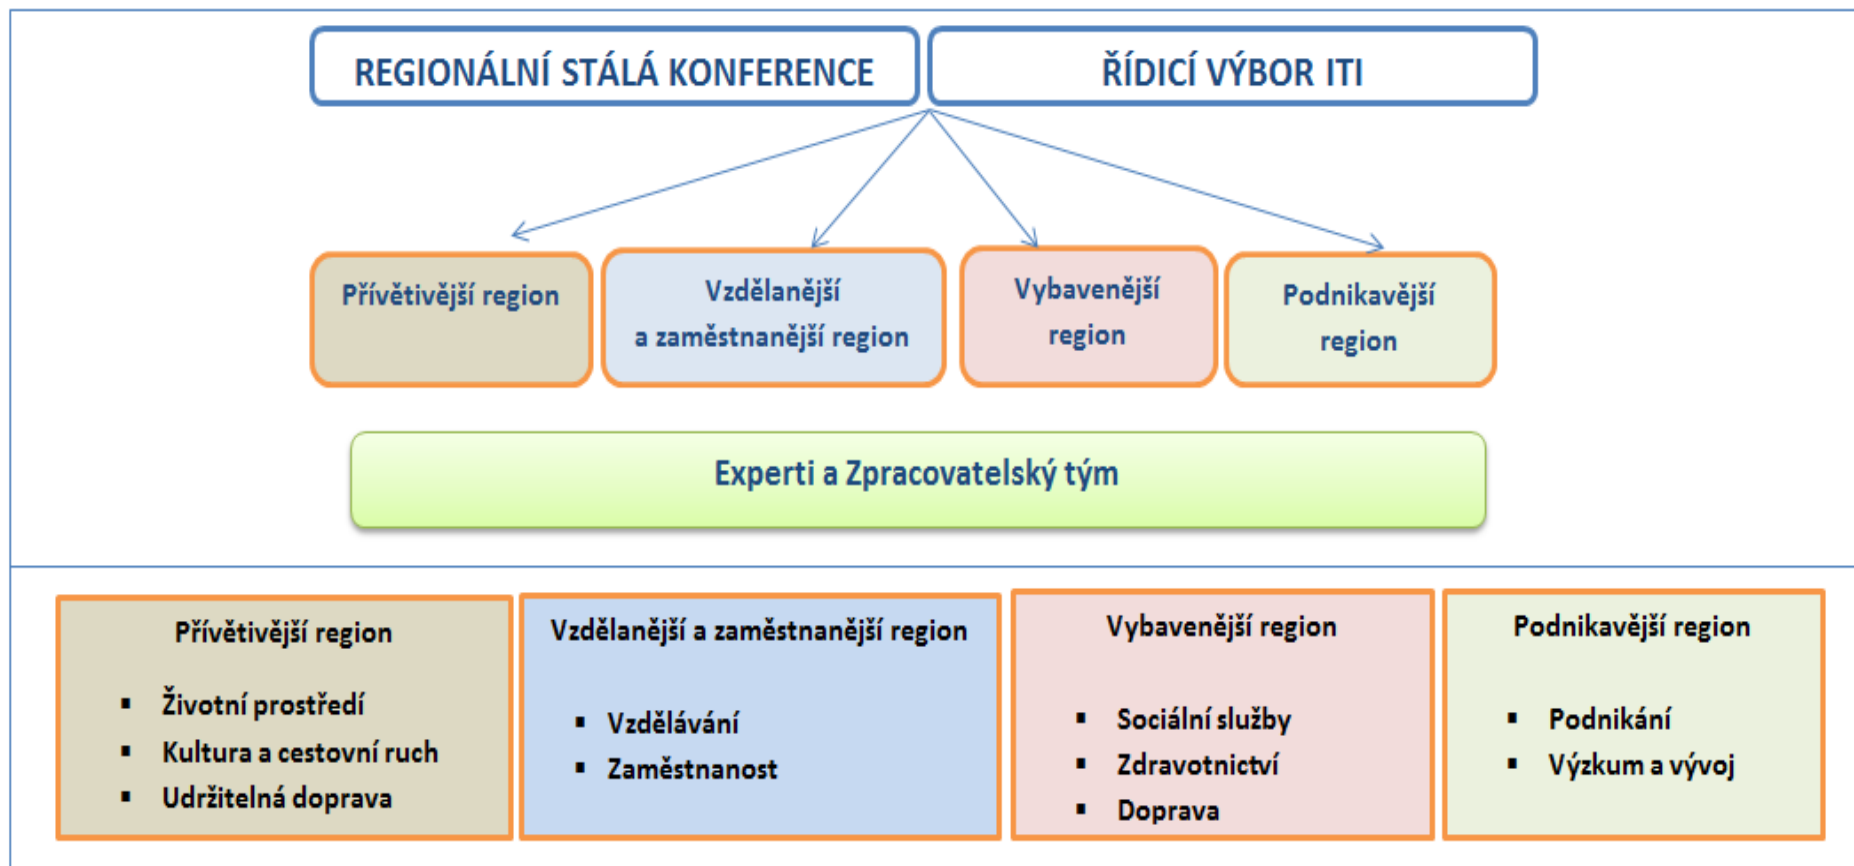 REGIONÁLNÍ STÁLÁ KONFERENCE
ŘÍDICÍ VÝBOR ITI
Přívětivější region
Vzdělanější
a zaměstnanější region
Vybavenější
region
Podnikavější
region
Experti a Zpracovatelský tým
Přívětivější region
▪ Životní prostředí
▪ Kultura a cestovní ruch
▪ Udržitelná doprava
Vzdělanější a zaměstnanější region
▪ Vzdělávání
▪ Zaměstnanost
Vybavenější region
▪ Sociální služby
▪ Zdravotnictví
▪ Doprava
Podnikavější region
▪ Podnikání
▪ Výzkum a vývoj